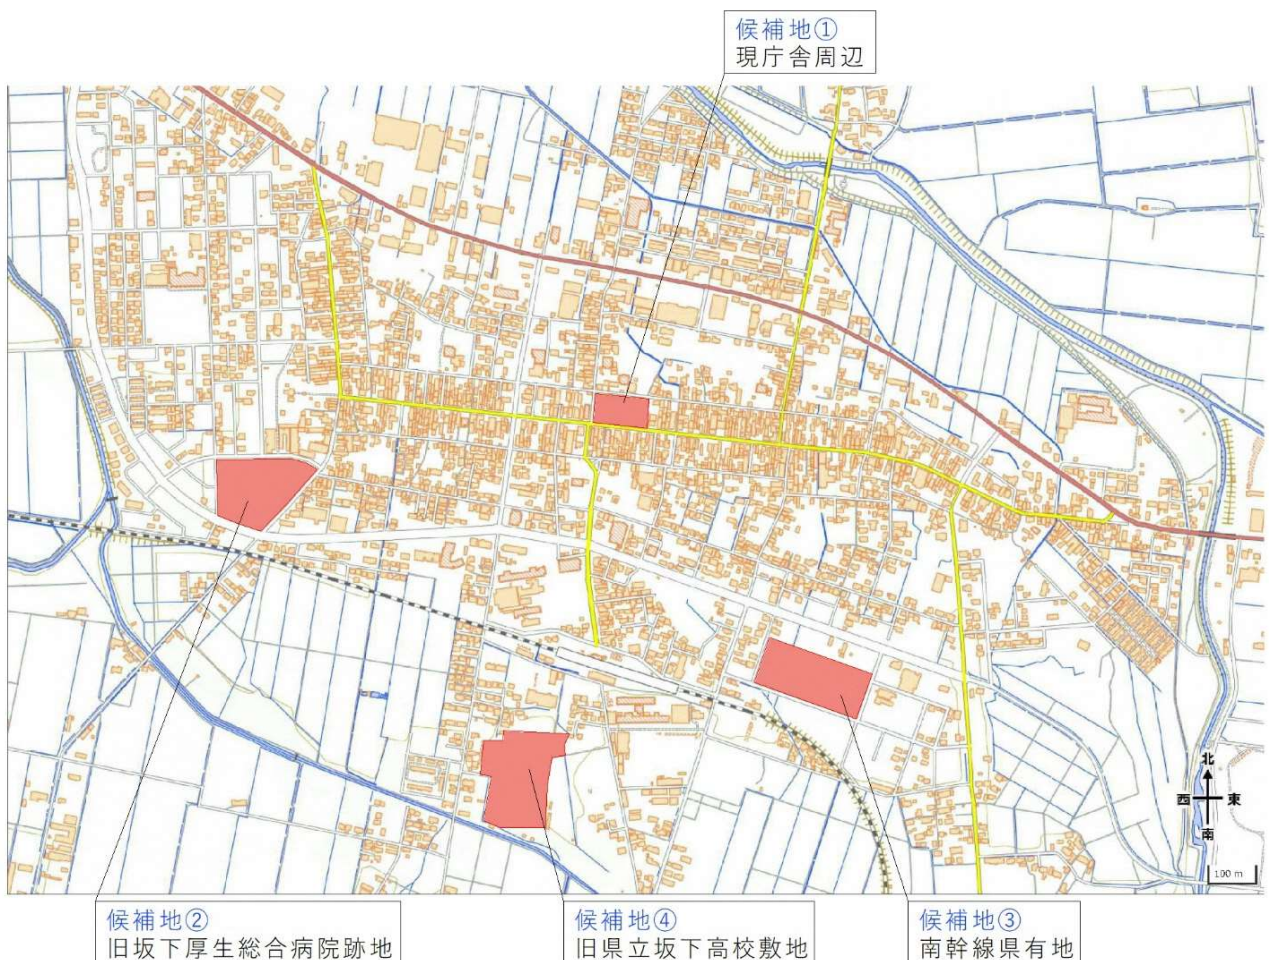 候補地①
現庁舎周辺
北
西 東
南
100 m
候補地②
旧坂下厚生総合病院跡地
候補地④
旧県立坂下高校敷地
候補地③
南幹線県有地